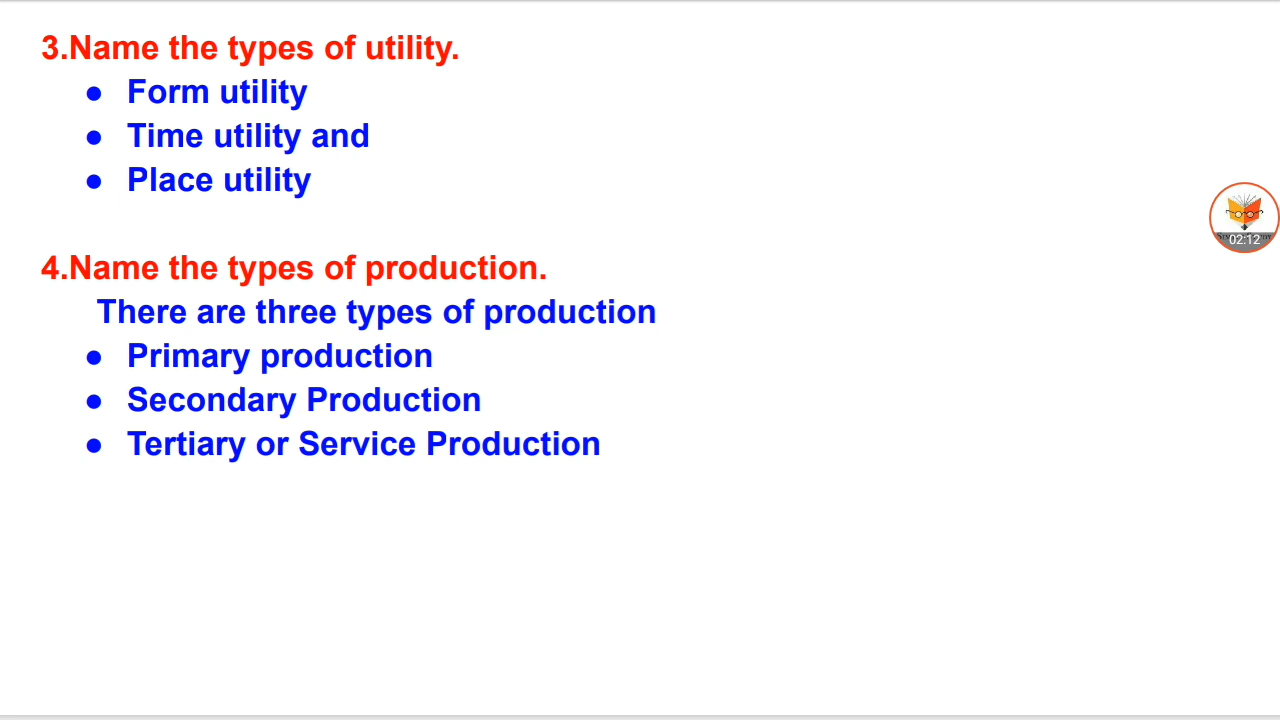 3.Name the types of utility.
● Form utility
● Time utility and
● Place utility
4.Name the types of production.
There are three types of production
● Primary production
● Secondary Production
● Tertiary or Service Production
02:12